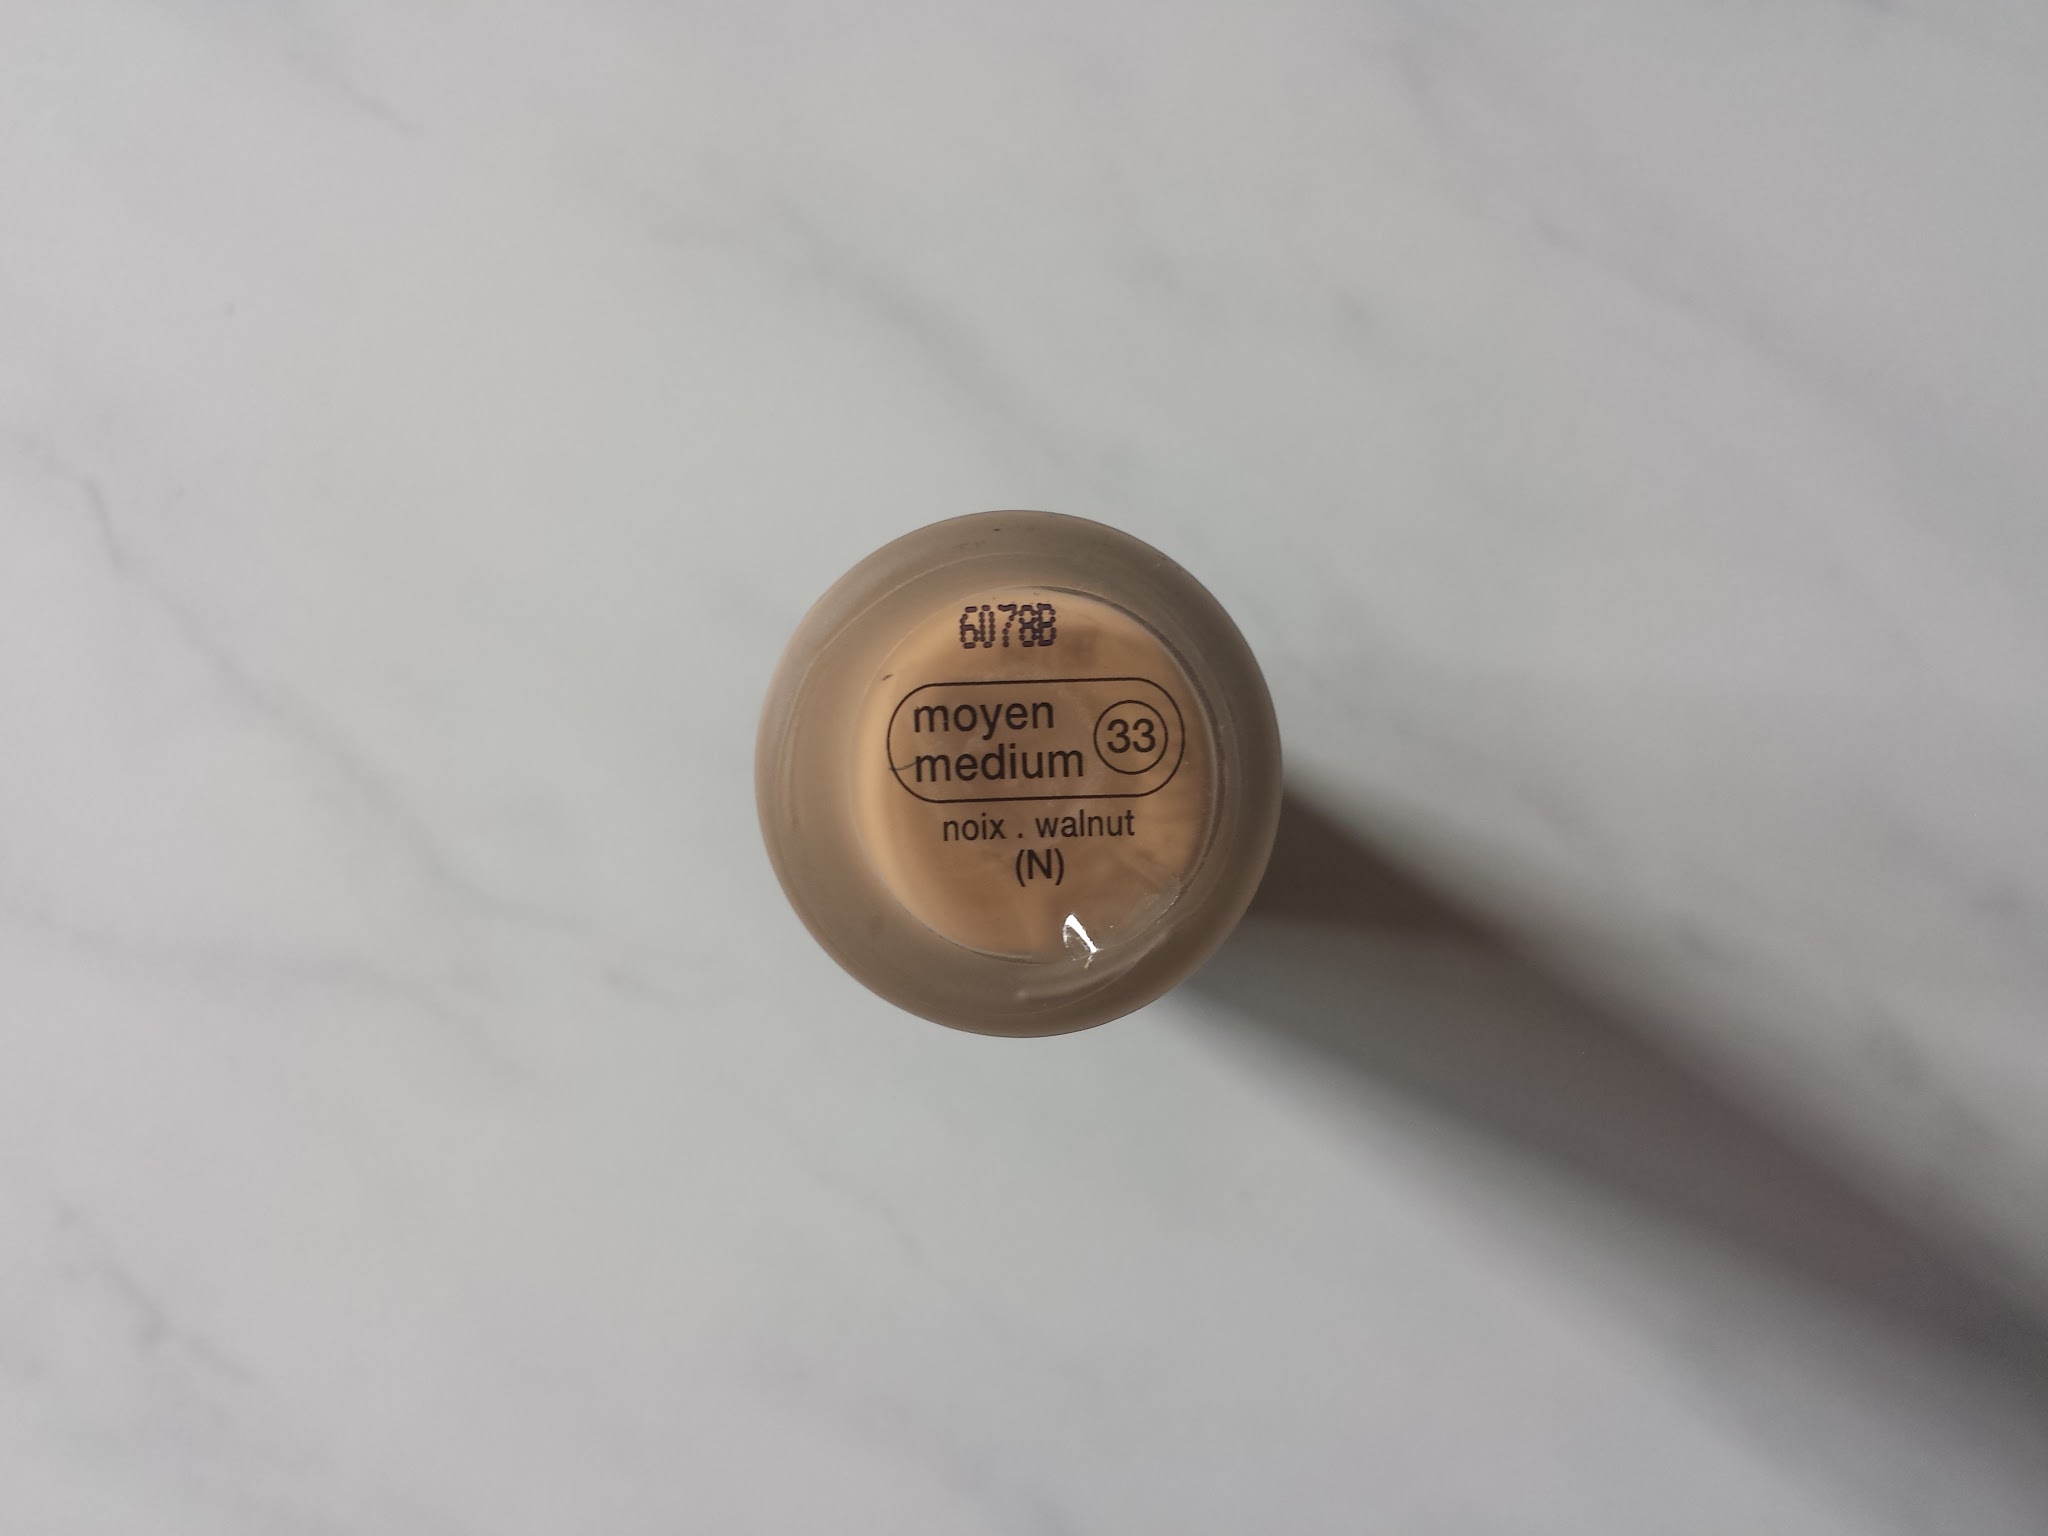 6078B
moyen
medium 33
noix . walnut
(N)